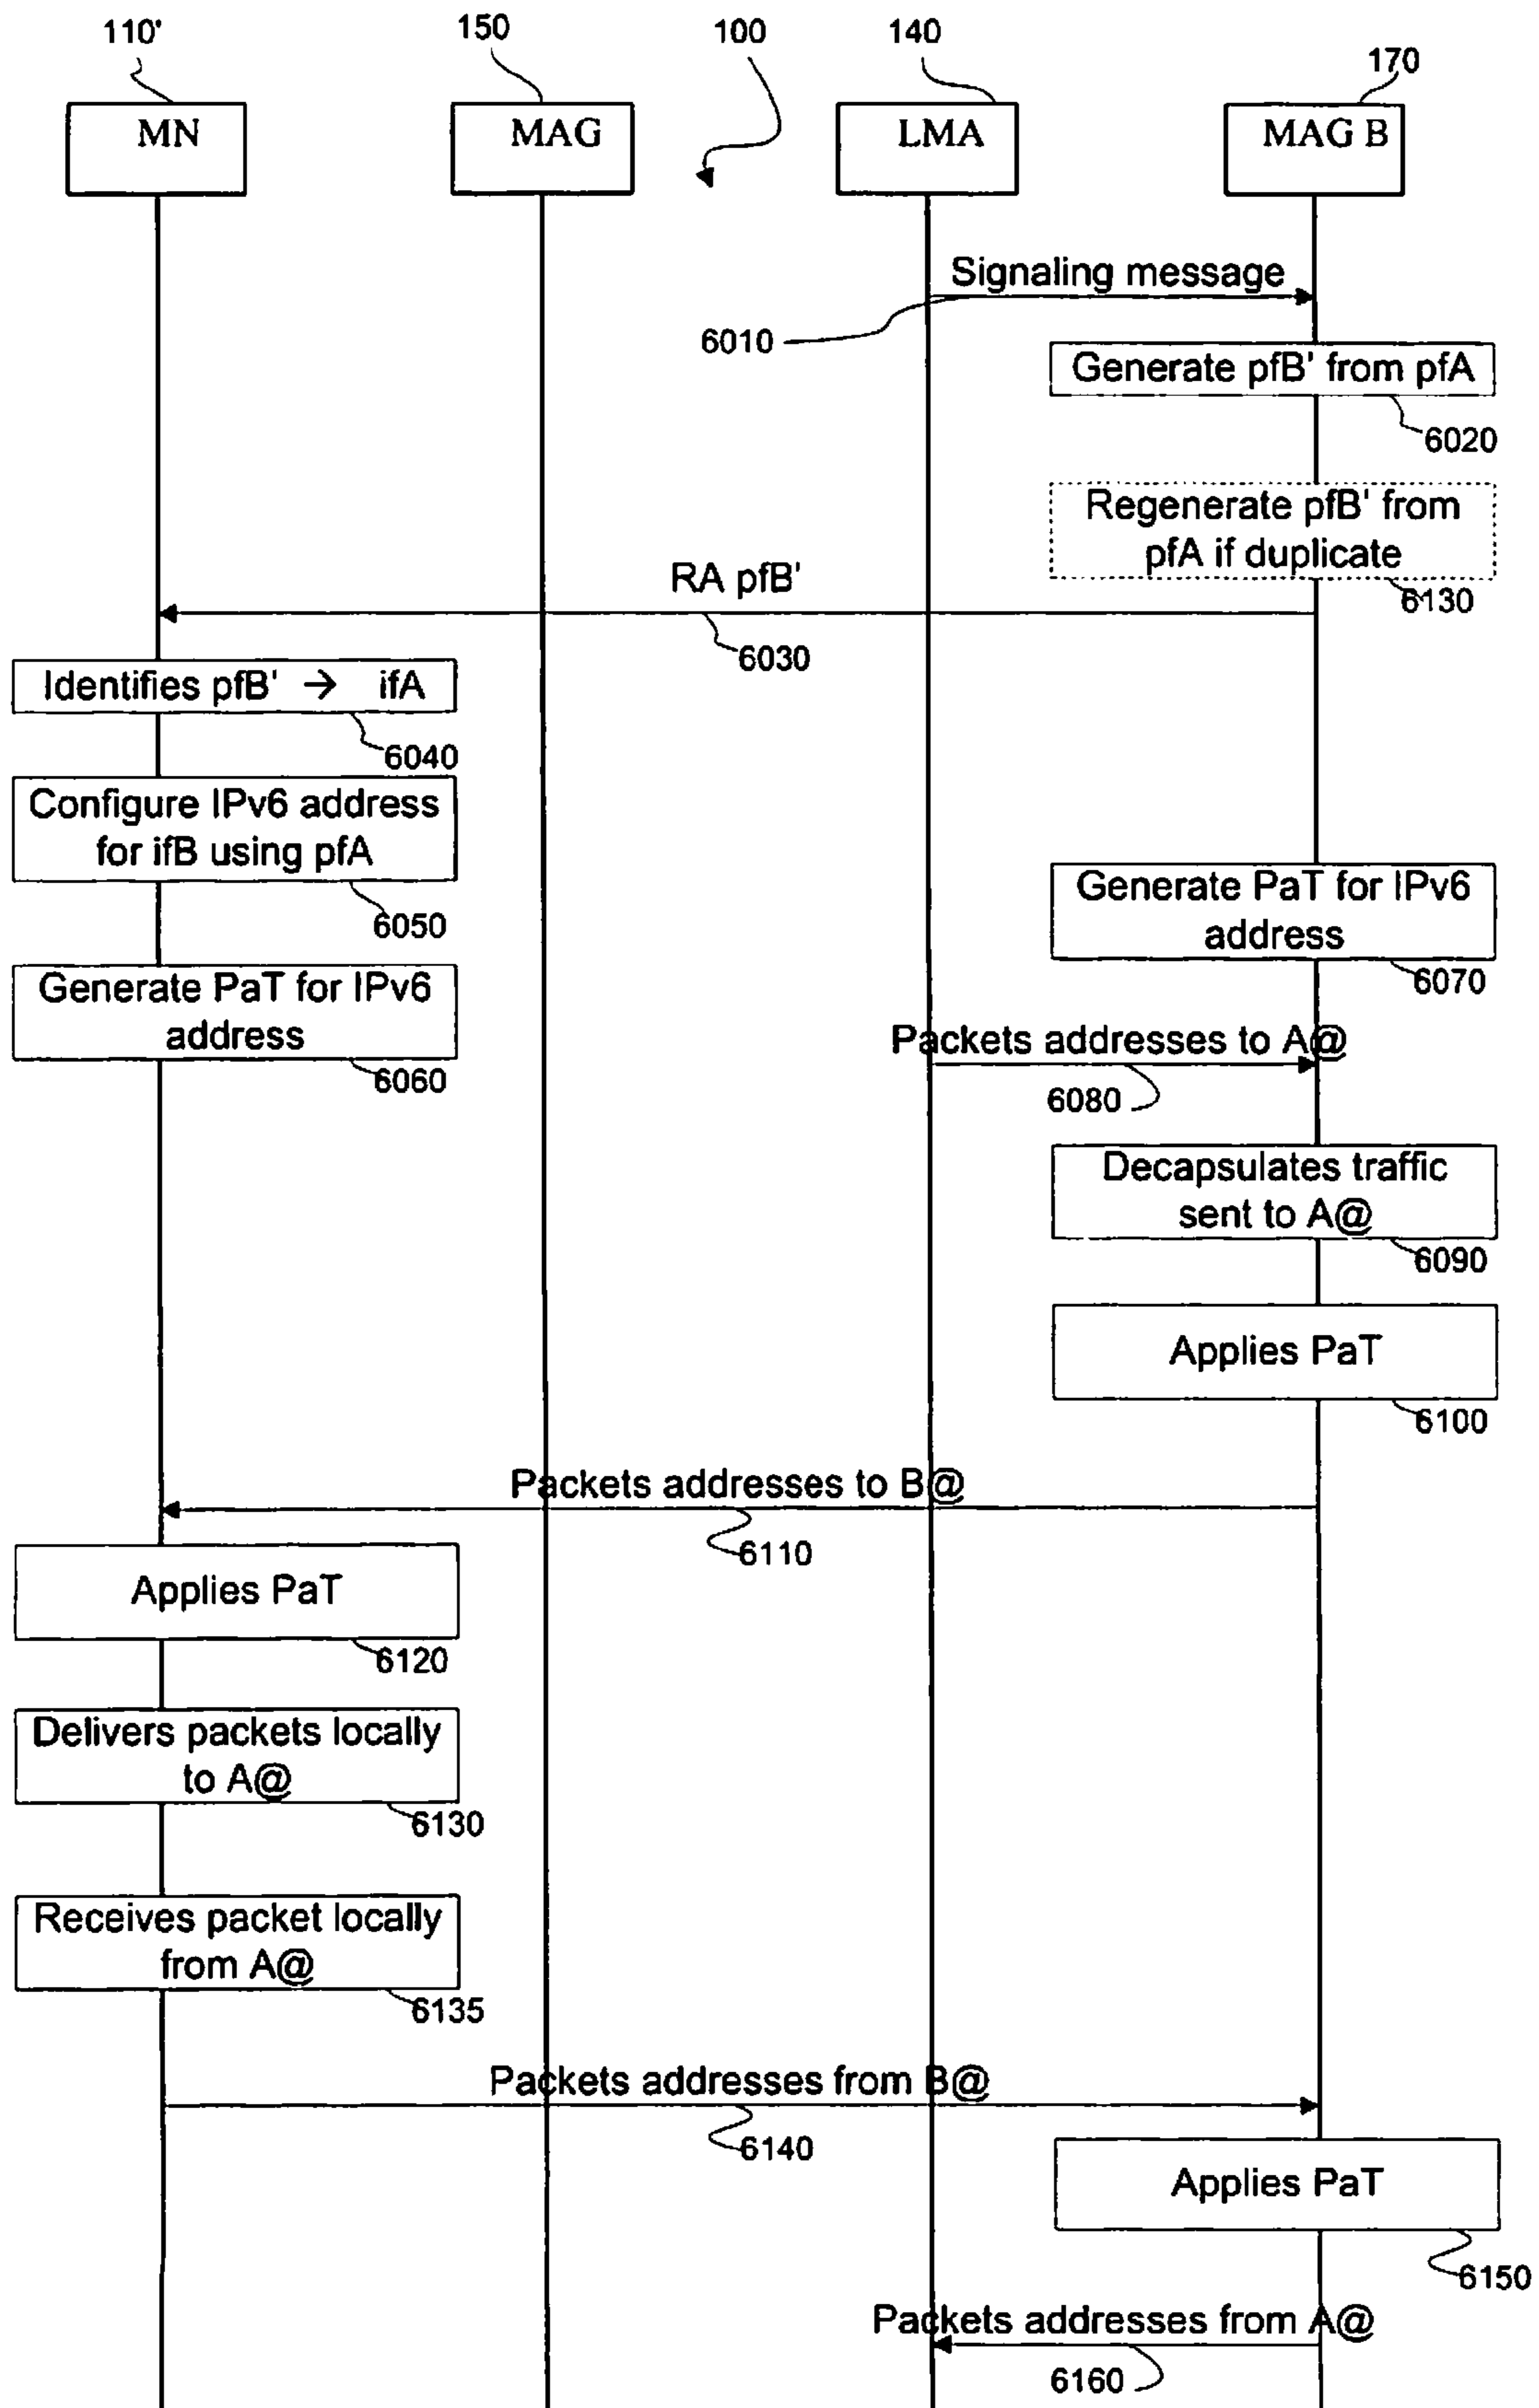 110'
150
100
140
170
MN
MAG
LMA
MAG B
Signaling message
6010
Generate pfB' from pfA
6020
Regenerate pfB' from
pfA if duplicate
6130
RA pfB'
6030
Identifies pfB' → ifA
6040
Configure IPv6 address
for ifB using pfA
6050
Generate PaT for IPv6
address
6070
Generate PaT for IPv6
address
6060
Packets addresses to A@
6080
Decapsulates traffic
sent to A@
6090
Applies PaT
6100
Packets addresses to B@
6110
Applies PaT
6120
Delivers packets locally
to A@
6130
Receives packet locally
from A@
6135
Packets addresses from B@
6140
Applies PaT
6150
Packets addresses from A@
6160